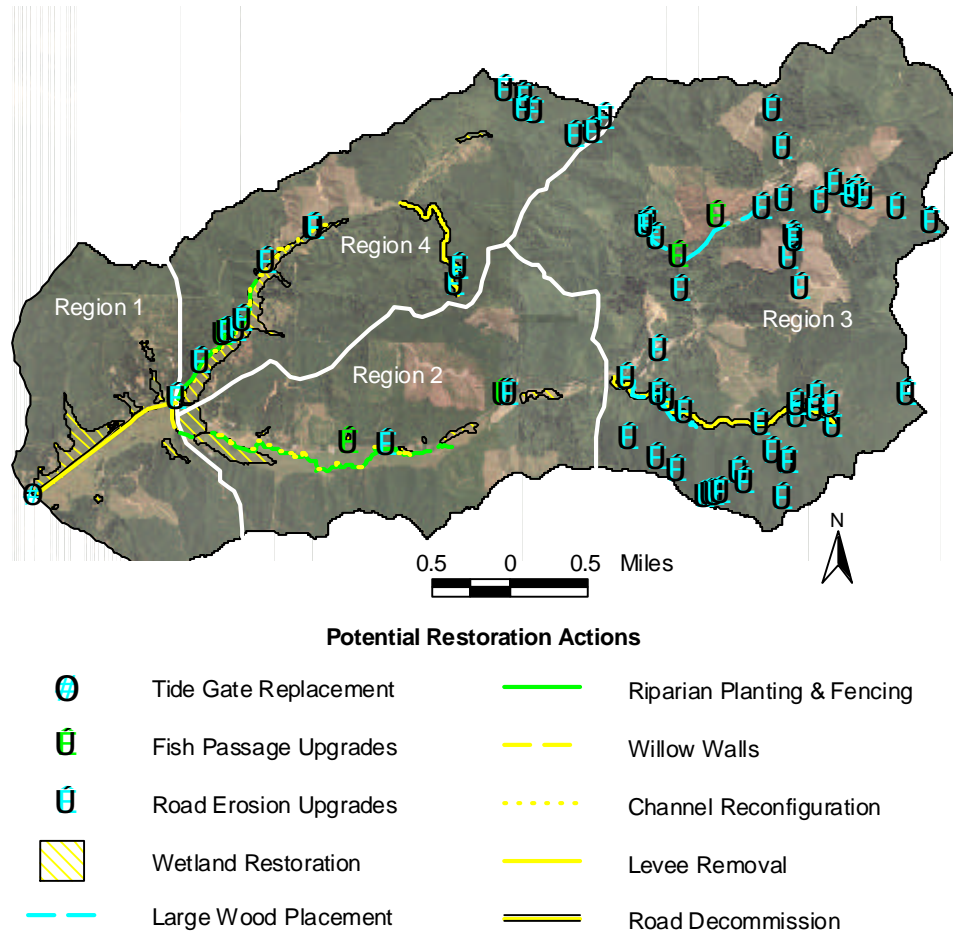 Region 4
Region 1
Region 3
Region 2
N
0.5 0 0.5 Miles
Potential Restoration Actions
Tide Gate Replacement
Fish Passage Upgrades
Road Erosion Upgrades
Wetland Restoration
Large Wood Placement
Riparian Planting & Fencing
Willow Walls
Channel Reconfiguration
Levee Removal
Road Decommission